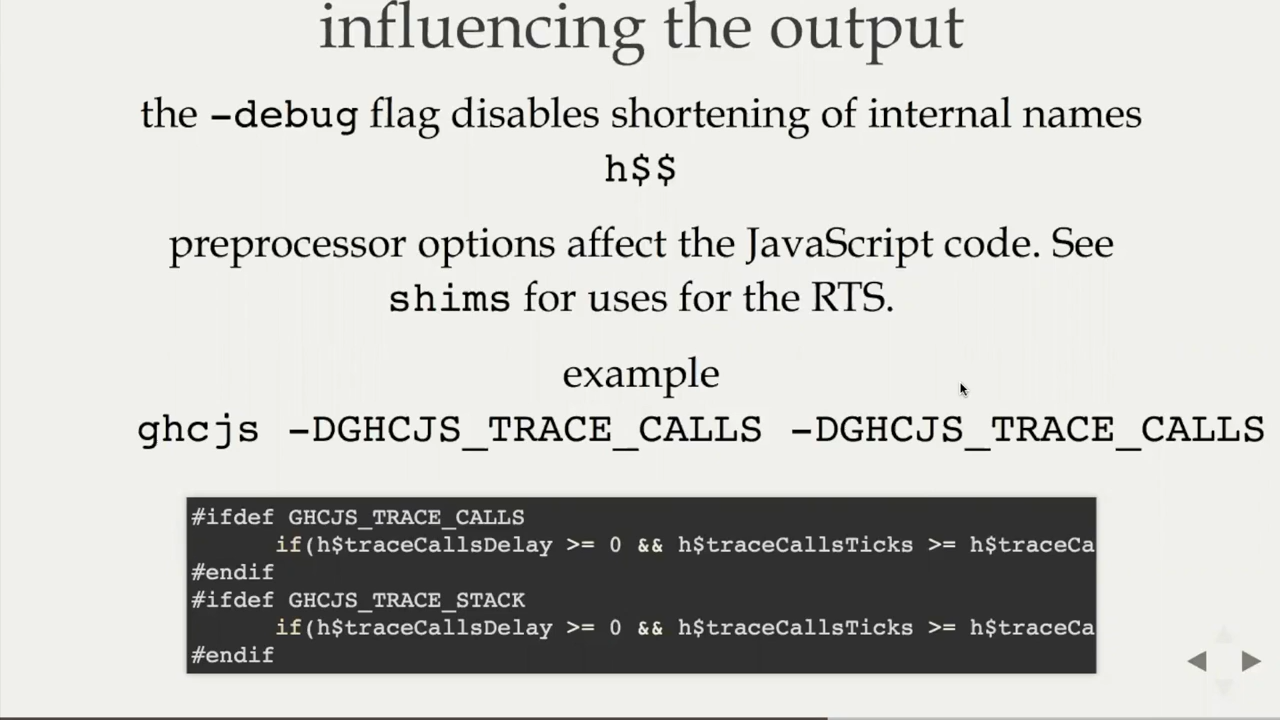 influencing the output
the -debug flag disables shortening of internal names
h$$
preprocessor options affect the JavaScript code. See
shims for uses for the RTS.
example
ghcjs -DGHCJS_TRACE_CALLS -DGHCJS_TRACE_CALLS
#ifdef GHCJS_TRACE_CALLS
if(h$traceCallsDelay >= 0 && h$traceCallsTicks >= h$traceCa
#endif
#ifdef GHCJS_TRACE_STACK
if(h$traceCallsDelay >= 0 && h$traceCallsTicks >= h$traceCa
#endif